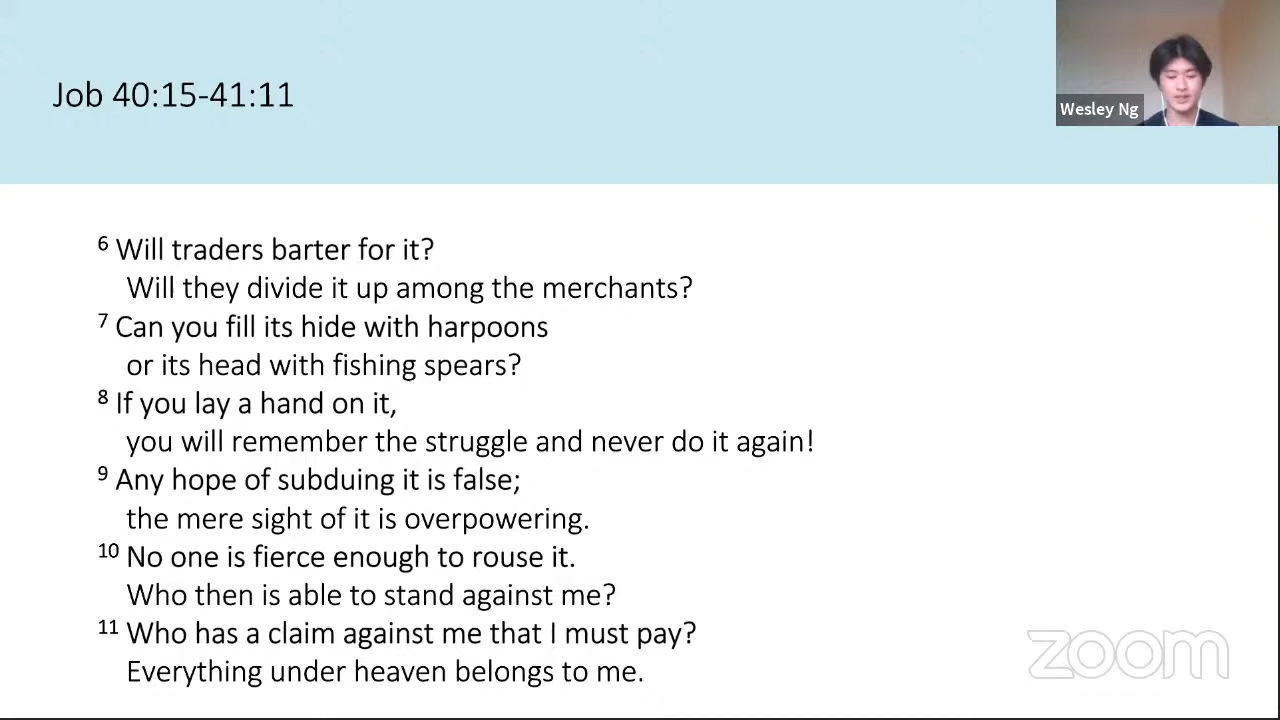 Job 40:15-41:11
Wesley Ng
6 Will traders barter for it?
Will they divide it up among the merchants?
7 Can you fill its hide with harpoons
or its head with fishing spears?
8 If you lay a hand on it,
you will remember the struggle and never do it again!
9 Any hope of subduing it is false;
the mere sight of it is overpowering.
10 No one is fierce enough to rouse it.
Who then is able to stand against me?
11 Who has a claim against me that I must pay?
Everything under heaven belongs to me.
zoom